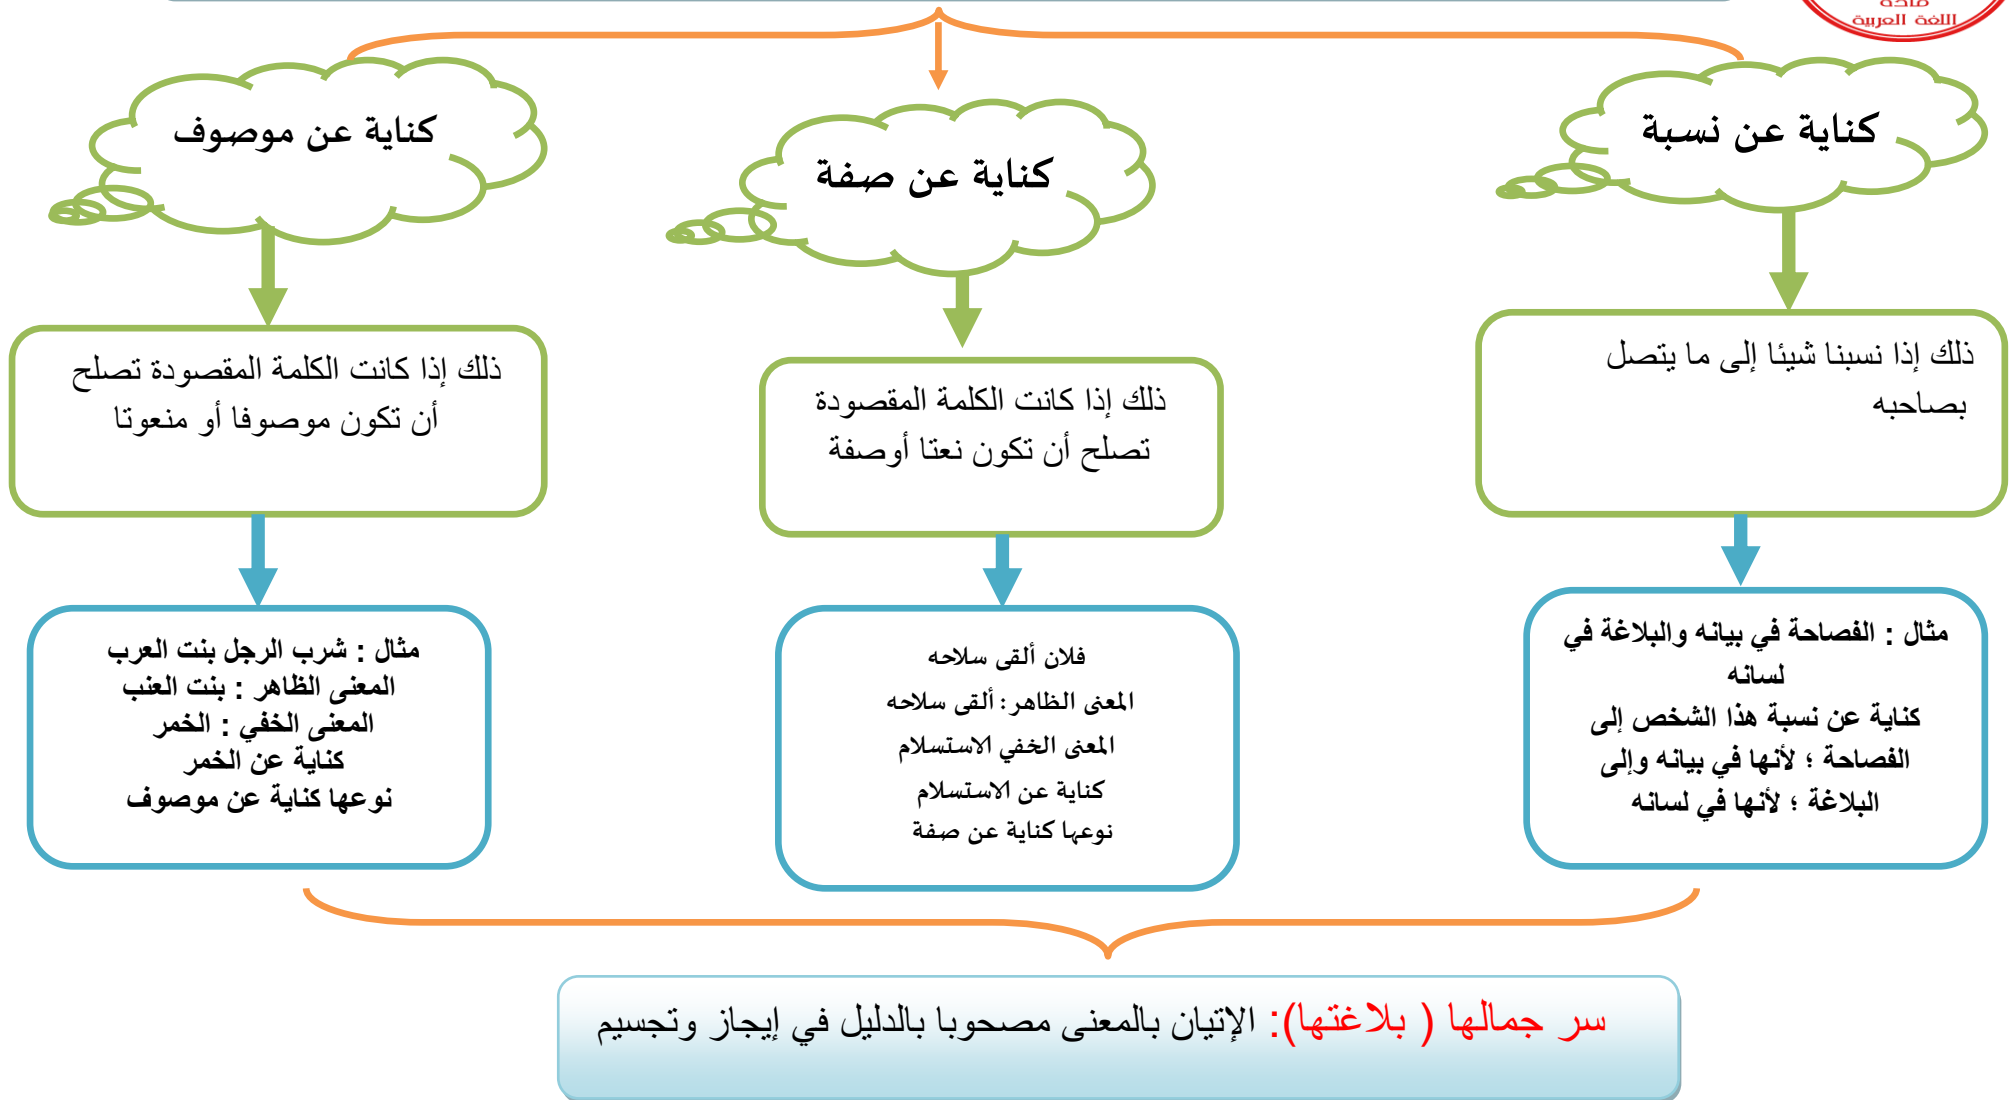 مادة
اللغة العربية
كناية عن نسبة
كناية عن صفة
كناية عن موصوف
ذلك إذا نسبنا شيئا إلى ما يتصل
بصاحبه
ذلك إذا كانت الكلمة المقصودة
تصلح أن تكون نعتا أوصفة
ذلك إذا كانت الكلمة المقصودة تصلح
أن تكون موصوفا أو منعوتا
مثال : الفصاحة في بيانه والبلاغة في
لسانه
كناية عن نسبة هذا الشخص إلى
الفصاحة ؛ لأنها في بيانه وإلى
البلاغة ؛ لأنها في لسانه
فلان ألقى سلاحه
المعنى الظاهر : ألقى سلاحه
المعنى الخفي الاستسلام
كناية عن الاستسلام
نوعها كناية عن صفة
مثال : شرب الرجل بنت العرب
المعنى الظاهر : بنت العنب
المعنى الخفي : الخمر
كناية عن الخمر
نوعها كناية عن موصوف
سر جمالها ( بلاغتها): الإتيان بالمعنى مصحوبا بالدليل في إيجاز وتجسيم